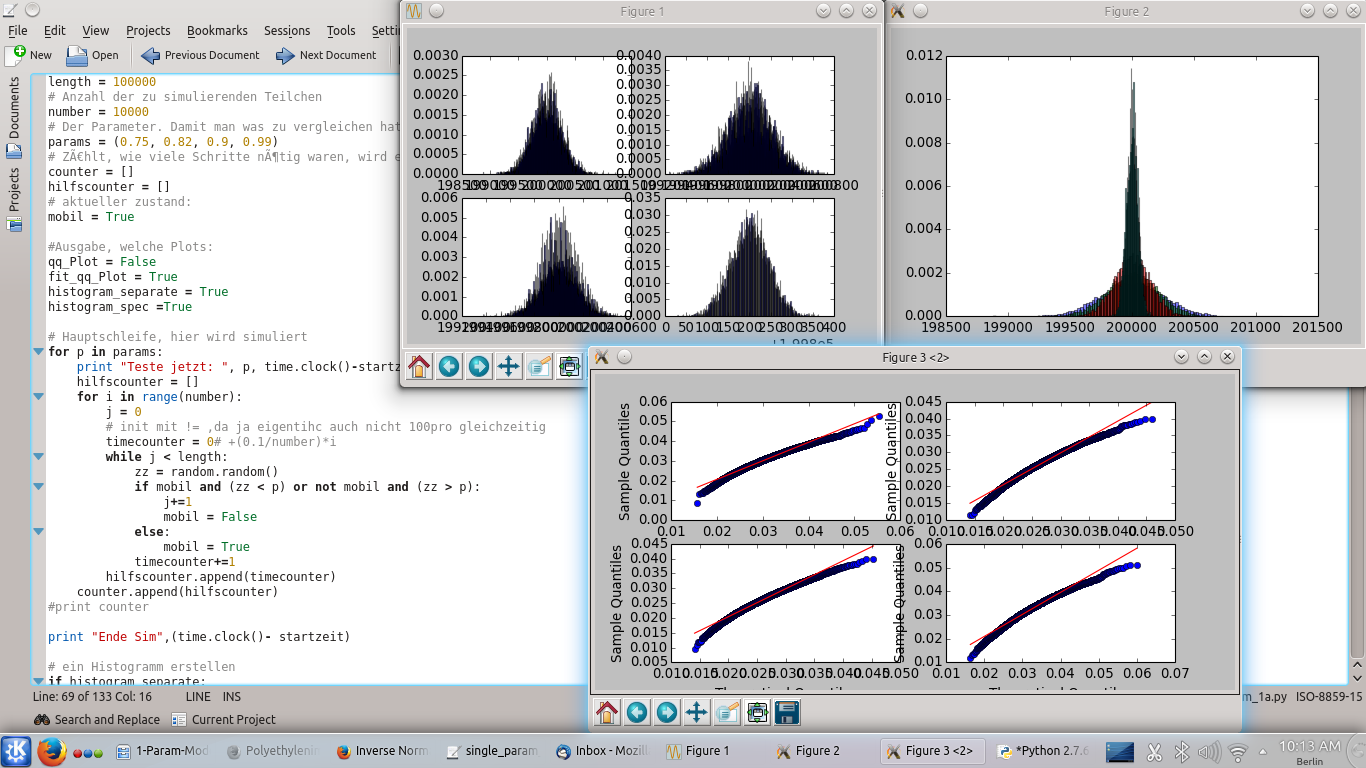 File Edit View Projects Bookmarks Sessions Tools Setti
New Open Previous Document Next Document
Documents
Projects
length = 100000
# Anzahl der zu simulierenden Teilchen
number = 10000
# Der Parameter. Damit man was zu vergleichen hat
params = (0.75, 0.82, 0.9, 0.99)
# ZÃ€hlt, wie viele Schritte nÃ¶tig waren, wird e
counter = []
hilfscounter = []
# aktueller zustand:
mobil = True
#Ausgabe, welche Plots:
qq_Plot = False
fit_qq_Plot = True
histogram_separate = True
histogram_spec =True
# Hauptschleife, hier wird simuliert
for p in params:
print "Teste jetzt: ", p, time.clock()-startz
hilfscounter = []
for i in range(number):
j = 0
# init mit != ,da ja eigentihc auch nicht 100pro gleichzeitig
timecounter = 0# +(0.1/number)*i
while j < length:
zz = random.random()
if mobil and (zz < p) or not mobil and (zz > p):
j+=1
mobil = False
else:
mobil = True
timecounter+=1
hilfscounter.append(timecounter)
counter.append(hilfscounter)
#print counter
print "Ende Sim",(time.clock()- startzeit)
# ein Histogramm erstellen
if histogram_separate:
Line: 69 of 133 Col: 16 LINE INS
m_1a.py ISO-8859-15
Search and Replace Current Project
Figure 1
0.0030
0.0025
0.0020
0.0015
0.0010
0.0005
0.0000
0.0040
0.0035
0.0030
0.0025
0.0020
0.0015
0.0010
0.0005
0.0000
0.006
0.005
0.004
0.003
0.002
0.001
0.000
0.035
0.030
0.025
0.020
0.015
0.010
0.005
0.000
0 50 100 150 200 250 300 350 400
+1.998e5
Figure 2
0.012
0.010
0.008
0.006
0.004
0.002
0.000
198500 199000 199500 200000 200500 201000 201500
Figure 3 <2>
Sample Quantiles
0.06
0.05
0.04
0.03
0.02
0.01
0.00
0.01 0.02 0.03 0.04 0.05 0.06
Sample Quantiles
0.045
0.040
0.035
0.030
0.025
0.020
0.015
0.010
0.010 0.015 0.020 0.025 0.030 0.035 0.040 0.045 0.050
Sample Quantiles
0.045
0.040
0.035
0.030
0.025
0.020
0.015
0.010
0.005
0.010 0.015 0.020 0.025 0.030 0.035 0.040 0.045 0.050
Theoretical Quantiles
Sample Quantiles
0.06
0.05
0.04
0.03
0.02
0.01
0.01 0.02 0.03 0.04 0.05 0.06 0.07
Theoretical Quantiles
1-Param-Mod Polyethylenin Inverse Norm single_param Inbox - Mozill Figure 1 Figure 2 Figure 3 <2> *Python 2.7.6
10:13 AM
Berlin